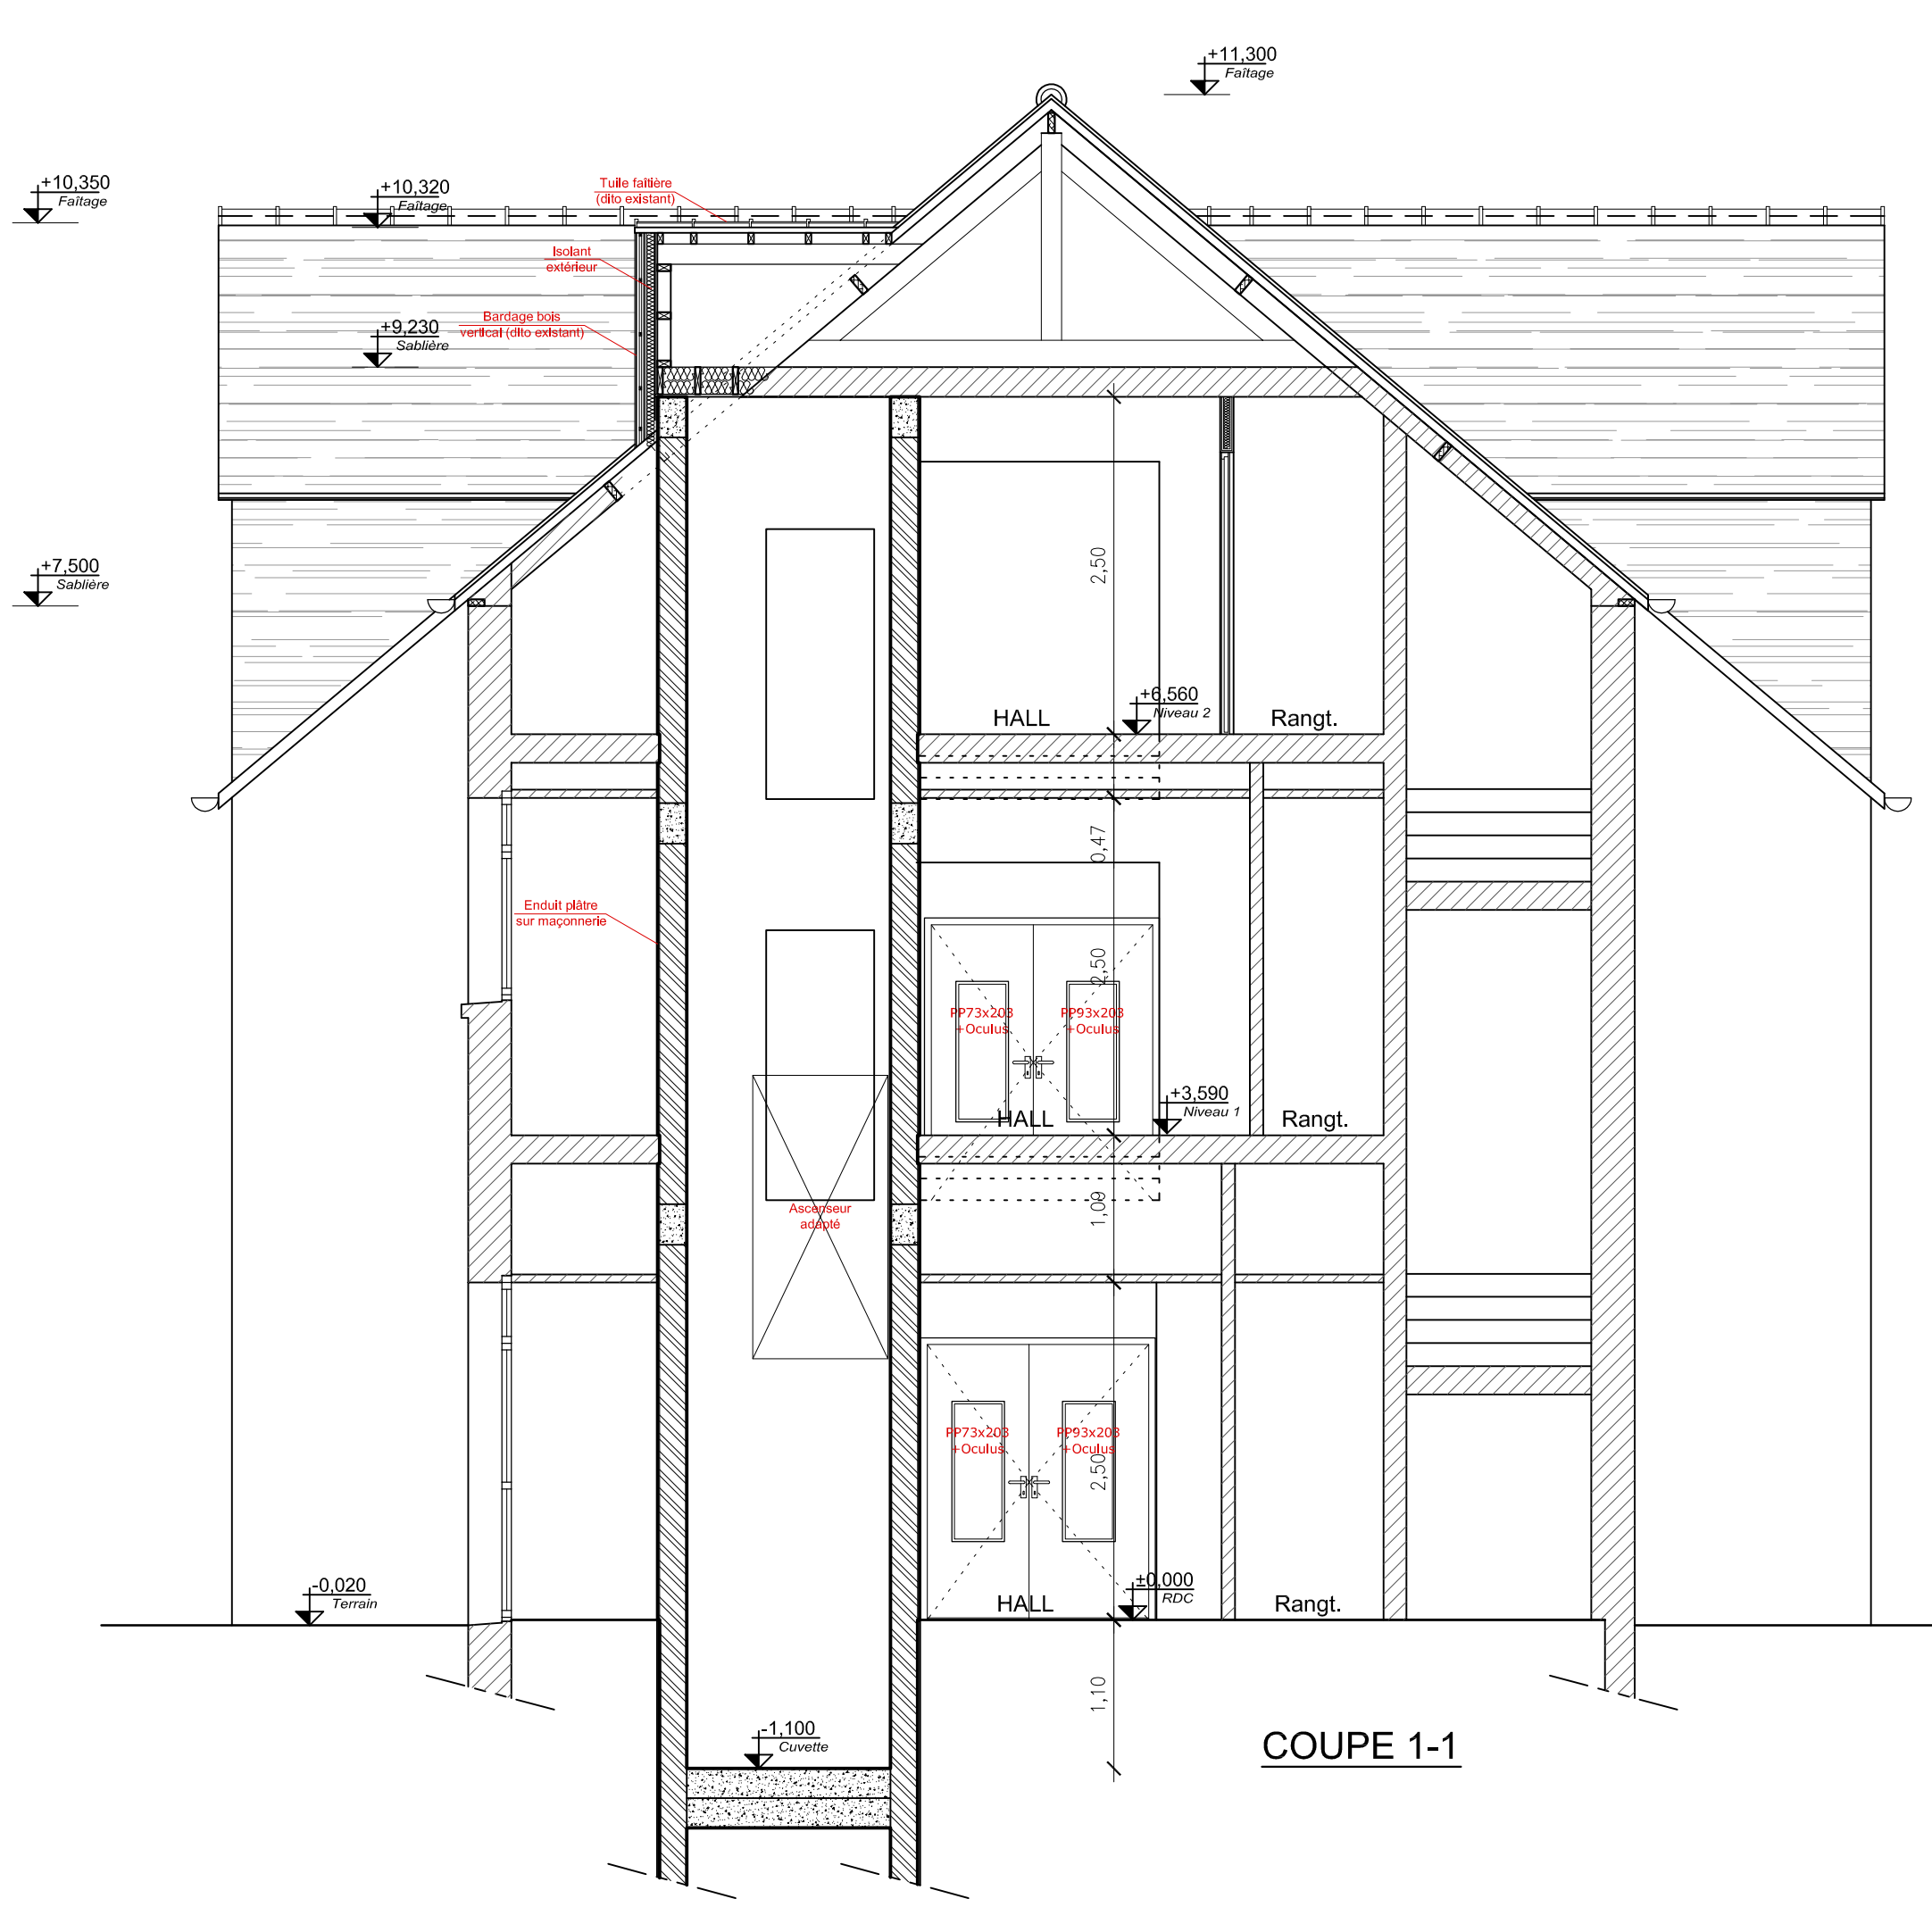 +11,300
Faîtage
+10,350
Faîtage
+10,320
Faîtage
Tuile faîtière
(dito existant)
Isolant
extérieur
Bardage bois
vertical (dito existant)
+9,230
Sablière
+7,500
Sablière
2,50
+6,560
Niveau 2
HALL
Rangt.
0,47
Enduit plâtre
sur maçonnerie
2,50
PP73x203
+Oculus
PP93x203
+Oculus
+3,590
Niveau 1
HALL
Rangt.
1,09
Ascenseur
adapté
PP73x203
+Oculus
PP93x203
+Oculus
2,50
-0,020
Terrain
±0,000
RDC
HALL
Rangt.
1,10
-1,100
Cuvette
COUPE 1-1